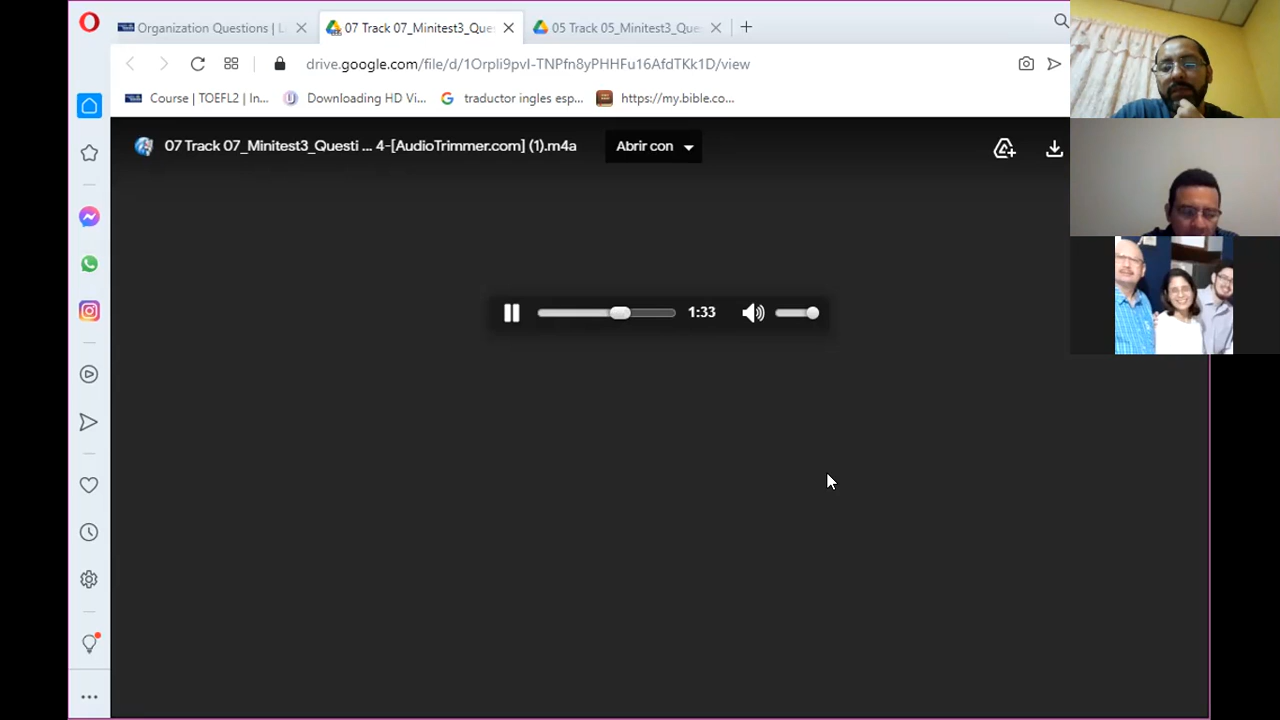 Organization Questions | L
07 Track 07_Minitest3_Que
05 Track 05_Minitest3_Que
drive.google.com/file/d/1Orpli9pvI-TNPfn8yPHHFu16AfdTKk1D/view
Course | TOEFL2 | In...
Downloading HD Vi...
traductor ingles esp...
https://my.bible.co...
07 Track 07_Minitest3_Questi ... 4-[AudioTrimmer.com] (1).m4a
Abrir con
1:33